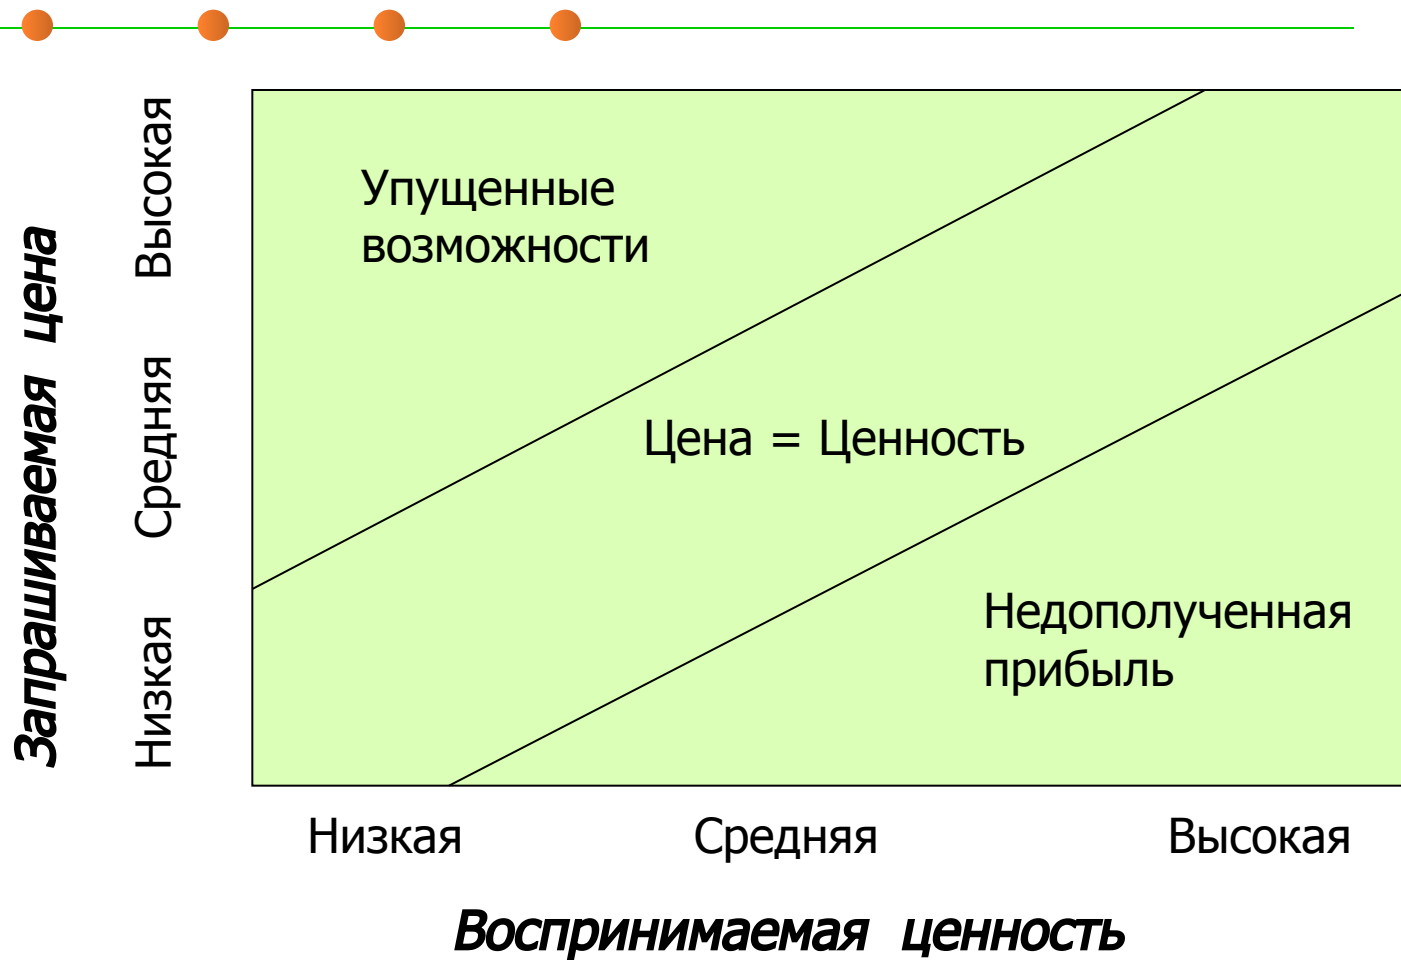 Запрашиваемая цена
Высокая
Средняя
Низкая
Упущенные
возможности
Цена = Ценность
Недополученная
прибыль
Низкая Средняя Высокая
Воспринимаемая ценность